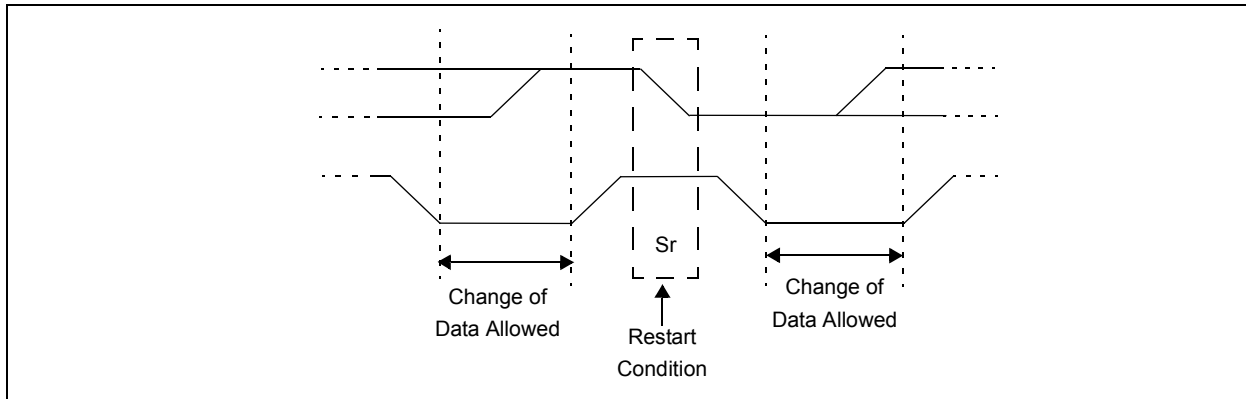 Sr
Change of
Data Allowed
Restart
Condition
Change of
Data Allowed